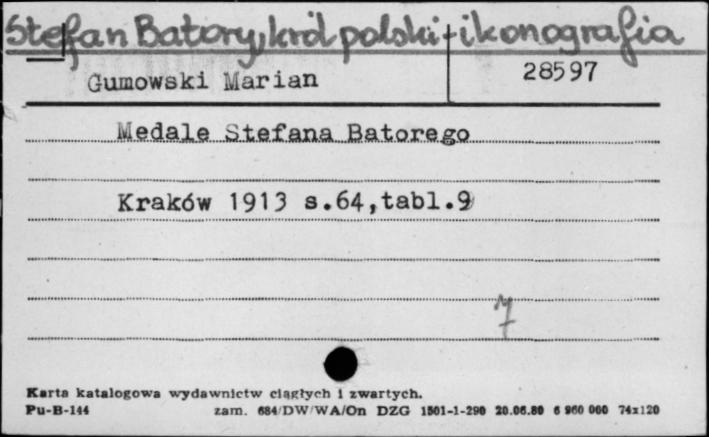 Stefan Batory, król polski - ikonografia
Gumowski Marian 28597
Medale Stefana Batorego
Kraków 1913 s.64,tabl.9
7
Karta katalogowa wydawnictw ciągłych i zwartych.
Pu-B-144 zam. 684/DW/WA/On DZG 1501-1-290 20.06.80 6 960 000 74x120